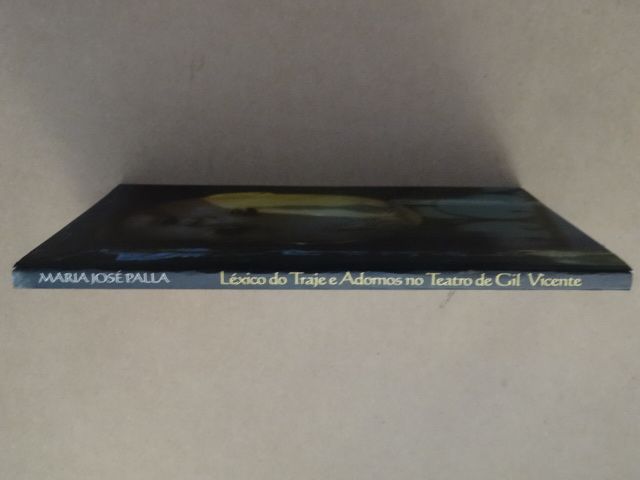 MARIA JOSÉ PALLA Léxico do Traje e Adornos no Teatro de Gil Vicente